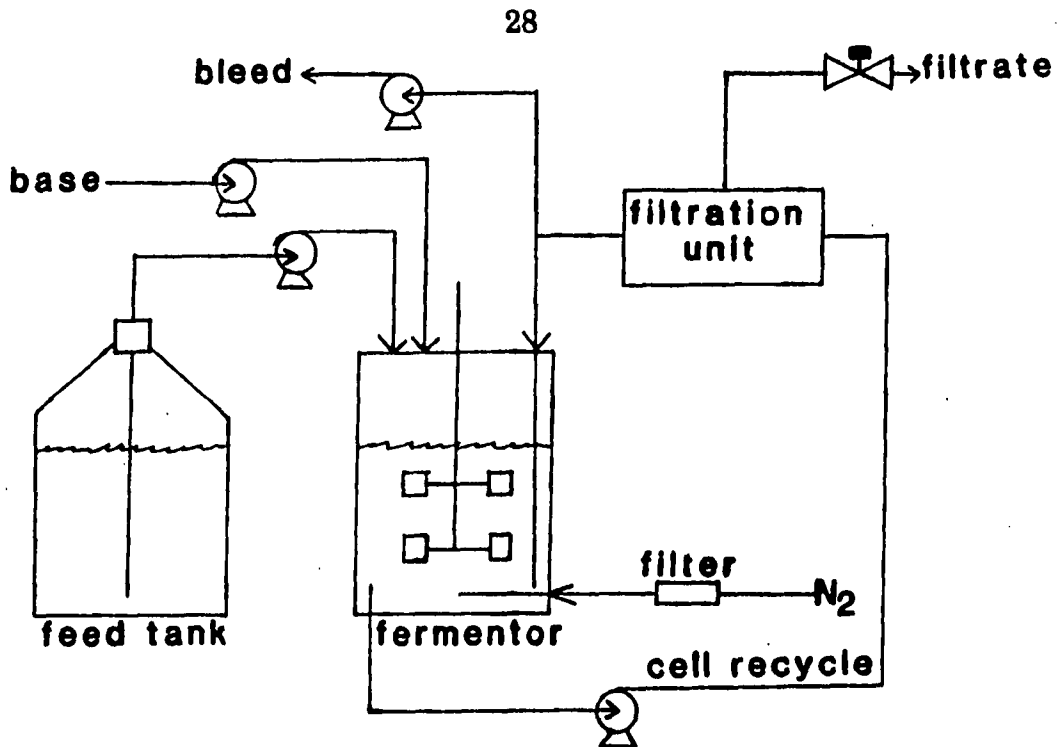 28
bleed
filtrate
base
filtration
unit
filter
N₂
feed tank
fermentor
cell recycle